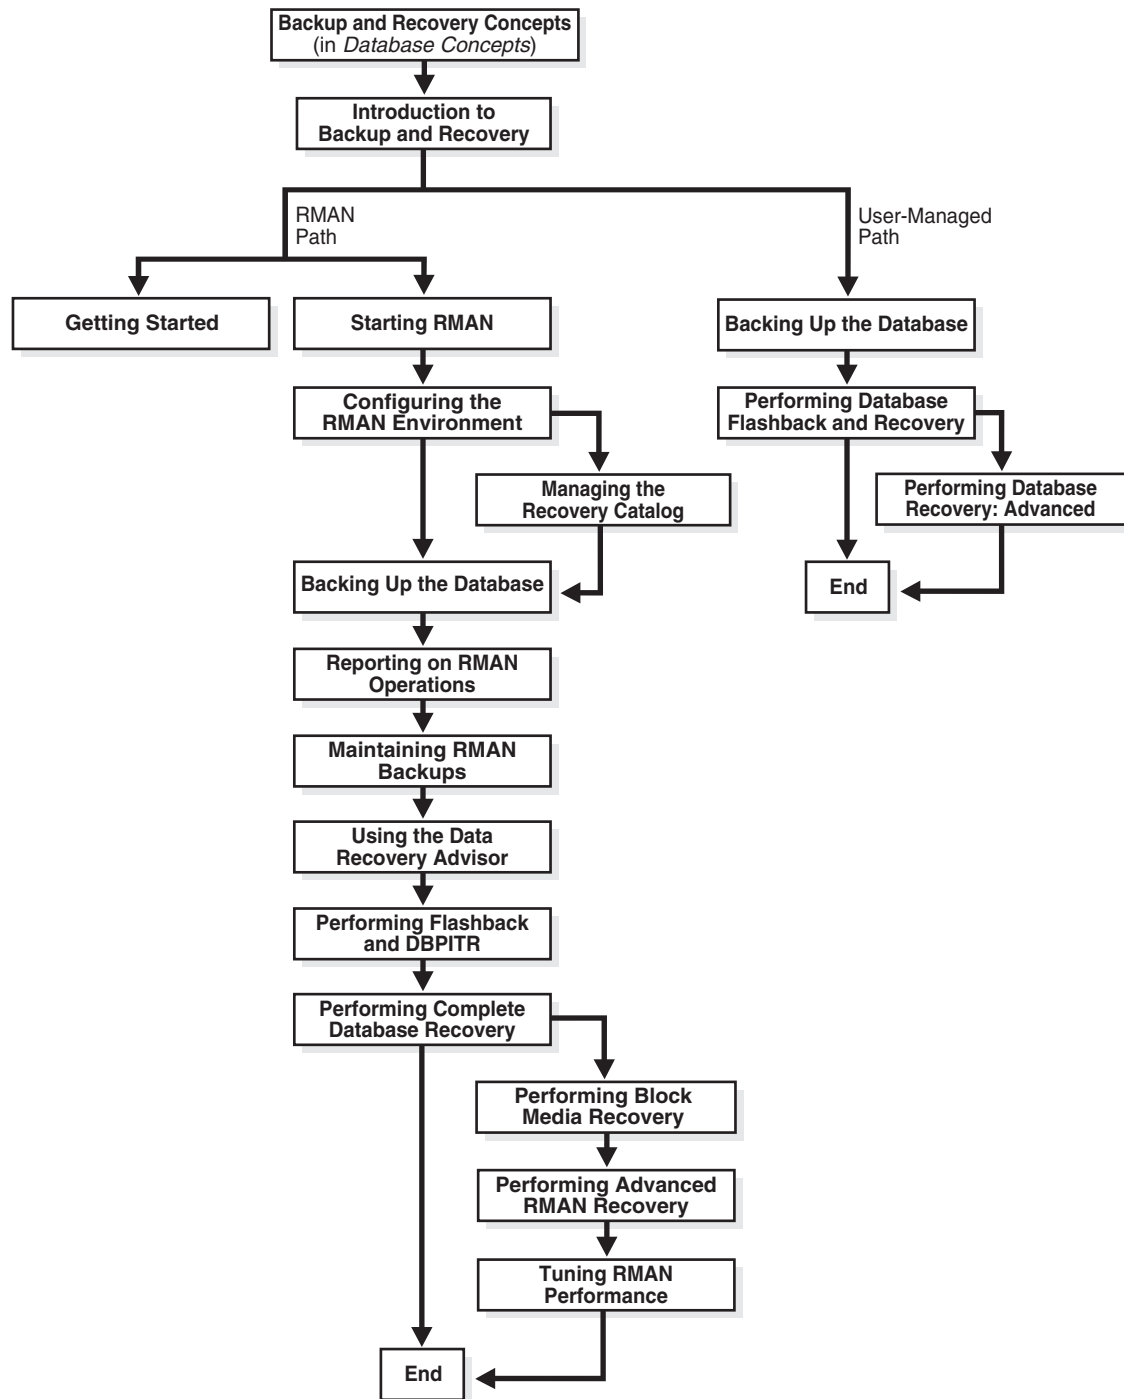 Backup and Recovery Concepts
(in Database Concepts)
Introduction to
Backup and Recovery
RMAN
Path
User-Managed
Path
Getting Started
Starting RMAN
Backing Up the Database
Configuring the
RMAN Environment
Performing Database
Flashback and Recovery
Managing the
Recovery Catalog
Performing Database
Recovery: Advanced
Backing Up the Database
End
Reporting on RMAN
Operations
Maintaining RMAN
Backups
Using the Data
Recovery Advisor
Performing Flashback
and DBPITR
Performing Complete
Database Recovery
Performing Block
Media Recovery
Performing Advanced
RMAN Recovery
Tuning RMAN
Performance
End